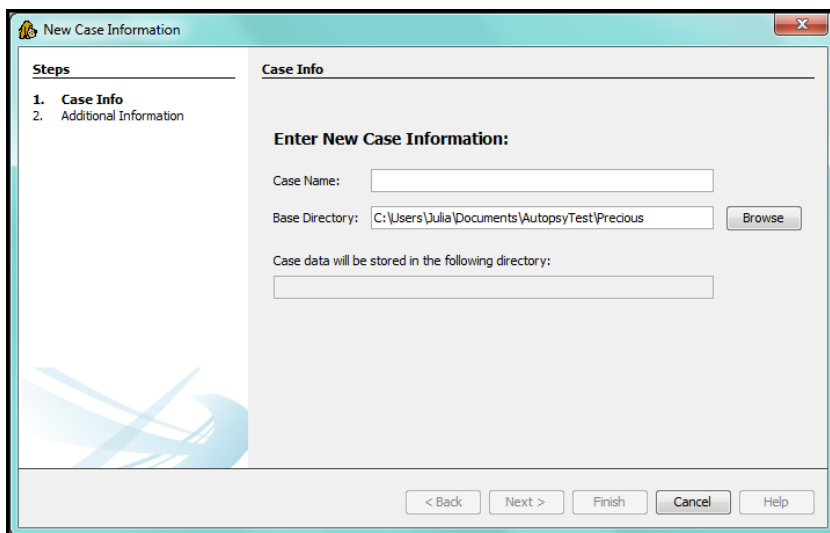 New Case Information
Steps
1. Case Info
2. Additional Information
Case Info
Enter New Case Information:
Case Name:
Base Directory: C:\Users\Julia\Documents\AutopsyTest\Precious Browse
Case data will be stored in the following directory:
< Back Next > Finish Cancel Help